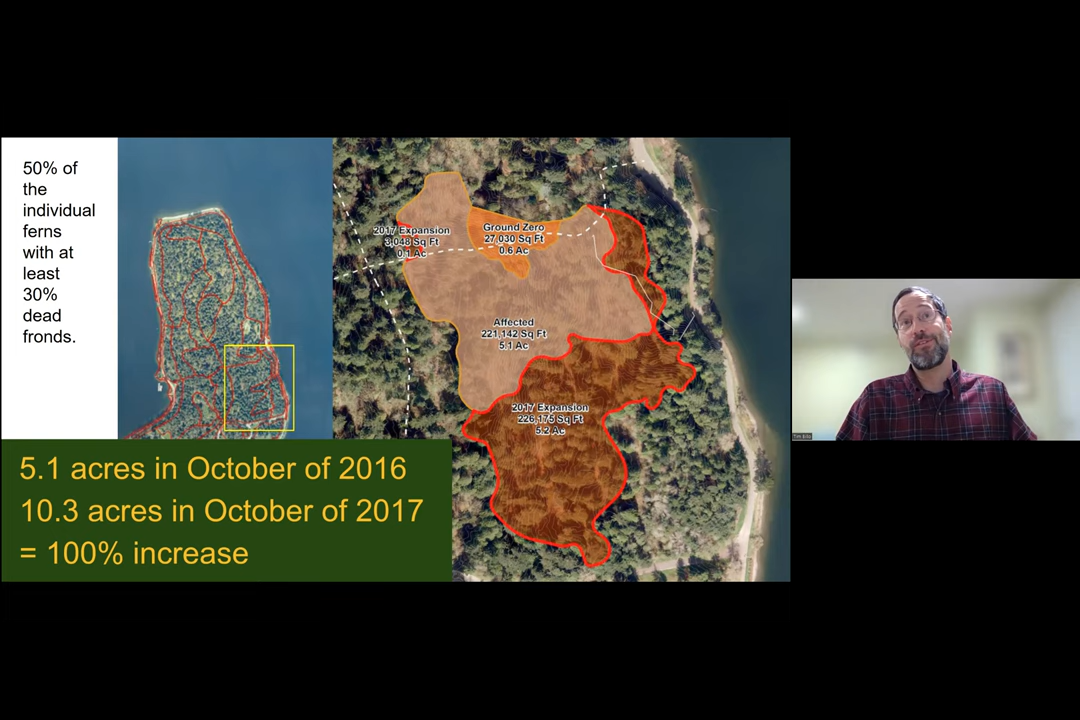 50% of
the
individual
ferns
with at
least
30%
dead
fronds.
2017 Expansion
3,048 Sq Ft
0.1 Ac
Ground Zero
27,030 Sq Ft
0.6 Ac
Affected
221,142 Sq Ft
5.1 Ac
2017 Expansion
226,175 Sq Ft
5.2 Ac
5.1 acres in October of 2016
10.3 acres in October of 2017
= 100% increase